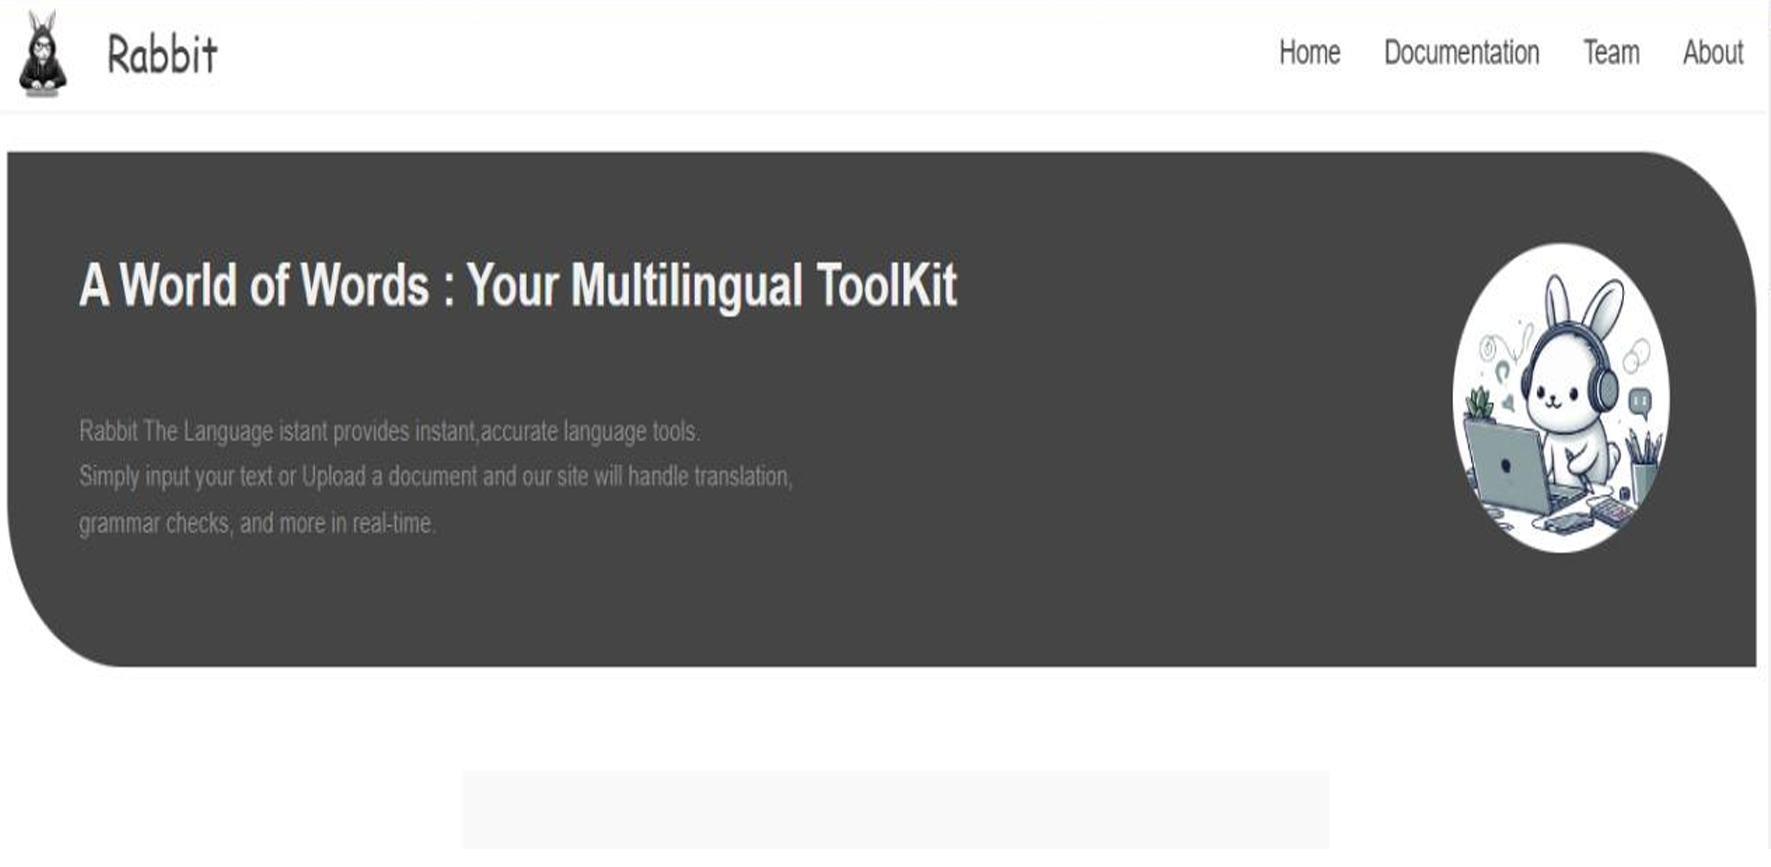 Rabbit
Home Documentation Team About
A World of Words : Your Multilingual ToolKit
Rabbit The Language istant provides instant,accurate language tools.
Simply input your text or Upload a document and our site will handle translation,
grammar checks, and more in real-time.